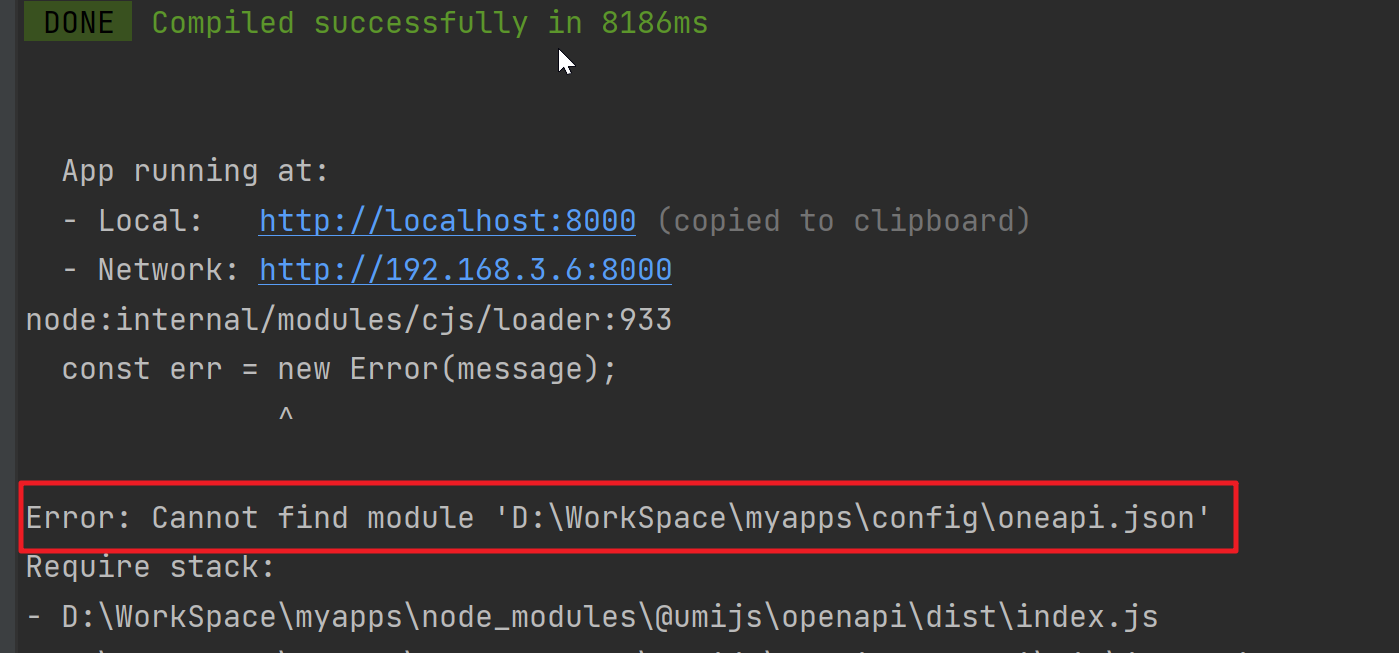 DONE Compiled successfully in 8186ms
App running at:
- Local: http://localhost:8000 (copied to clipboard)
- Network: http://192.168.3.6:8000
node:internal/modules/cjs/loader:933
const err = new Error(message);
^
Error: Cannot find module 'D:\WorkSpace\myapps\config\oneapi.json'
Require stack:
- D:\WorkSpace\myapps\node_modules\@umijs\openapi\dist\index.js